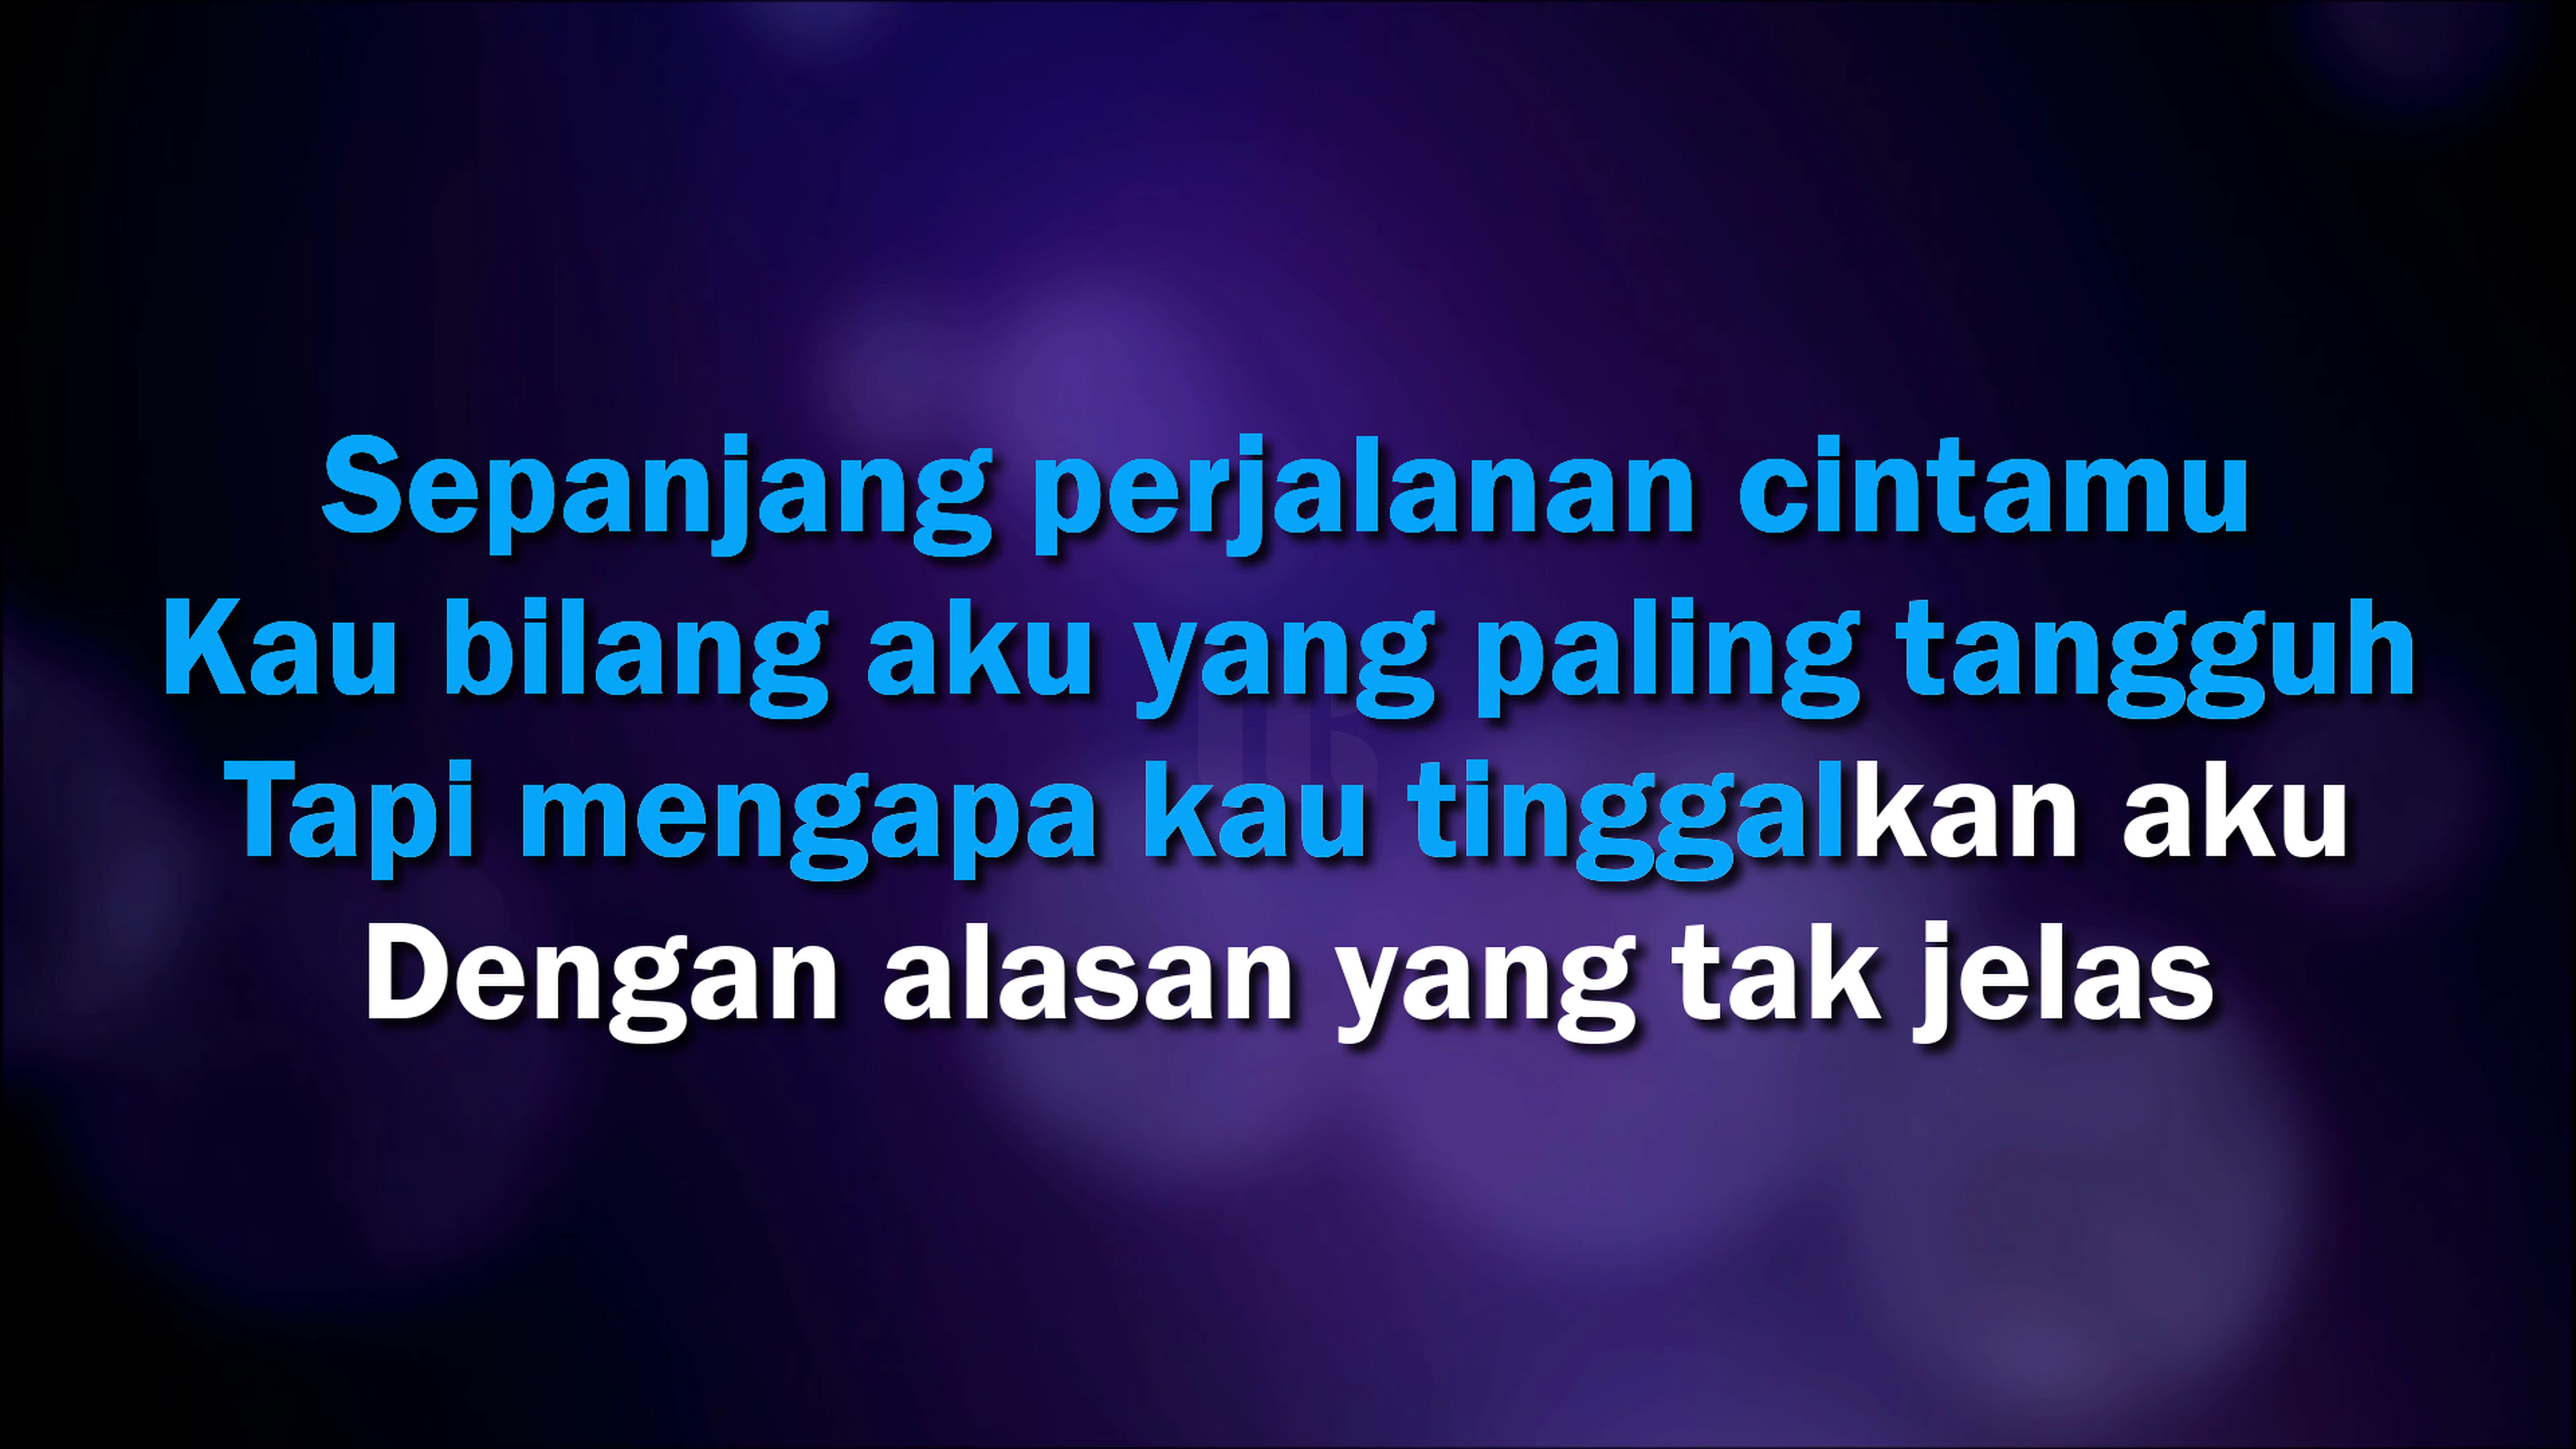 Sepanjang perjalanan cintamu
Kau bilang aku yang paling tangguh
Tapi mengapa kau tinggalkan aku
Dengan alasan yang tak jelas